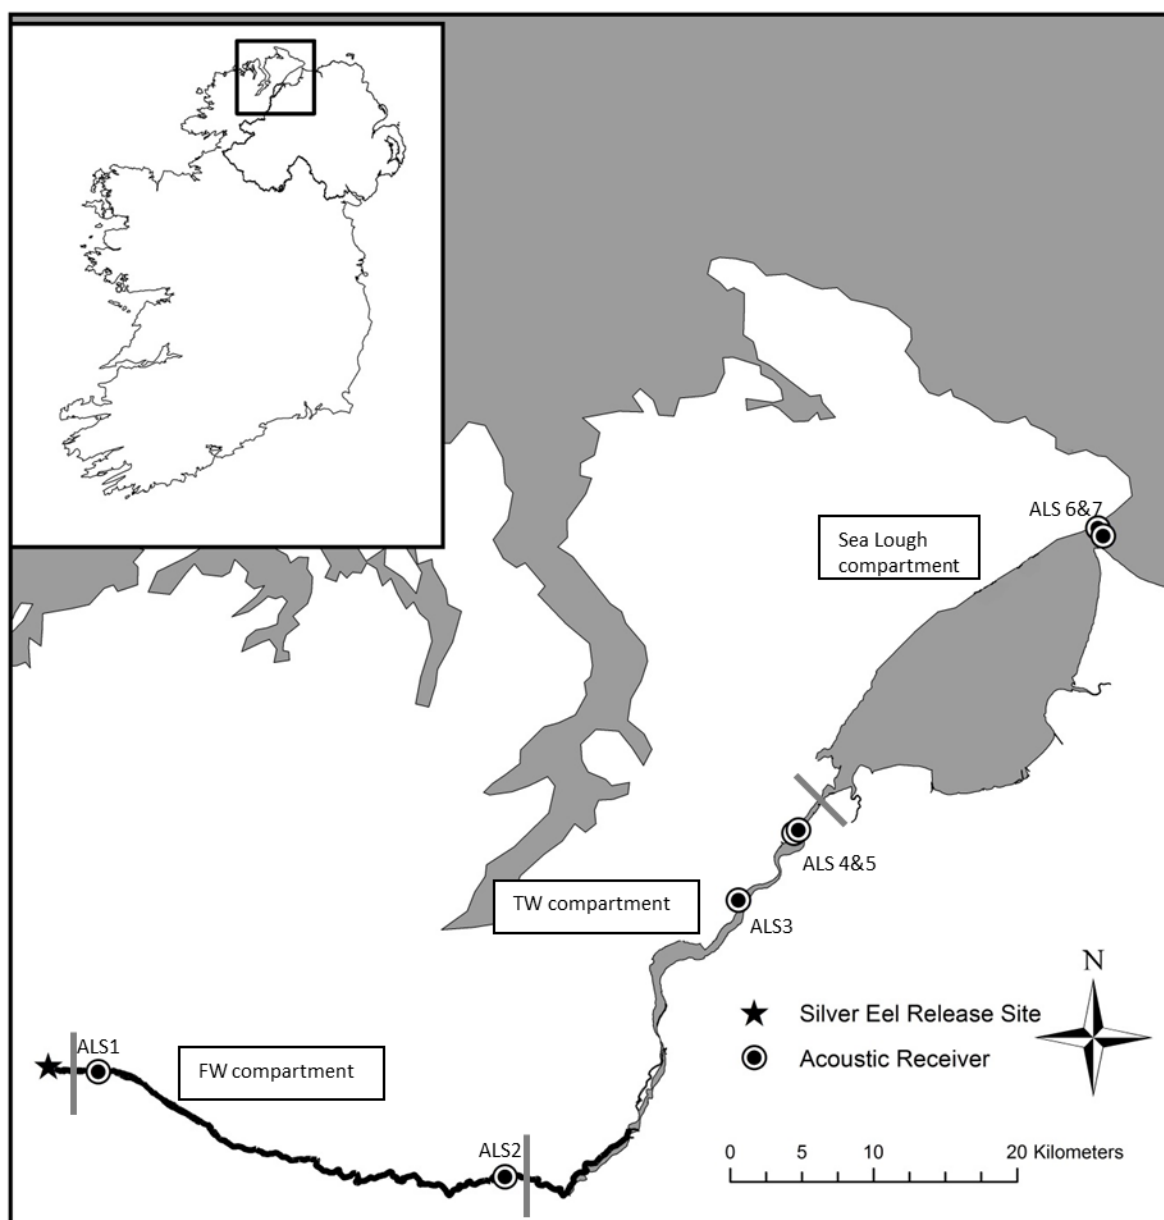 ALS 6&7
Sea Lough
compartment
ALS 4&5
TW compartment
ALS3
N
Silver Eel Release Site
ALS1
FW compartment
Acoustic Receiver
ALS2
0 5 10 20 Kilometers